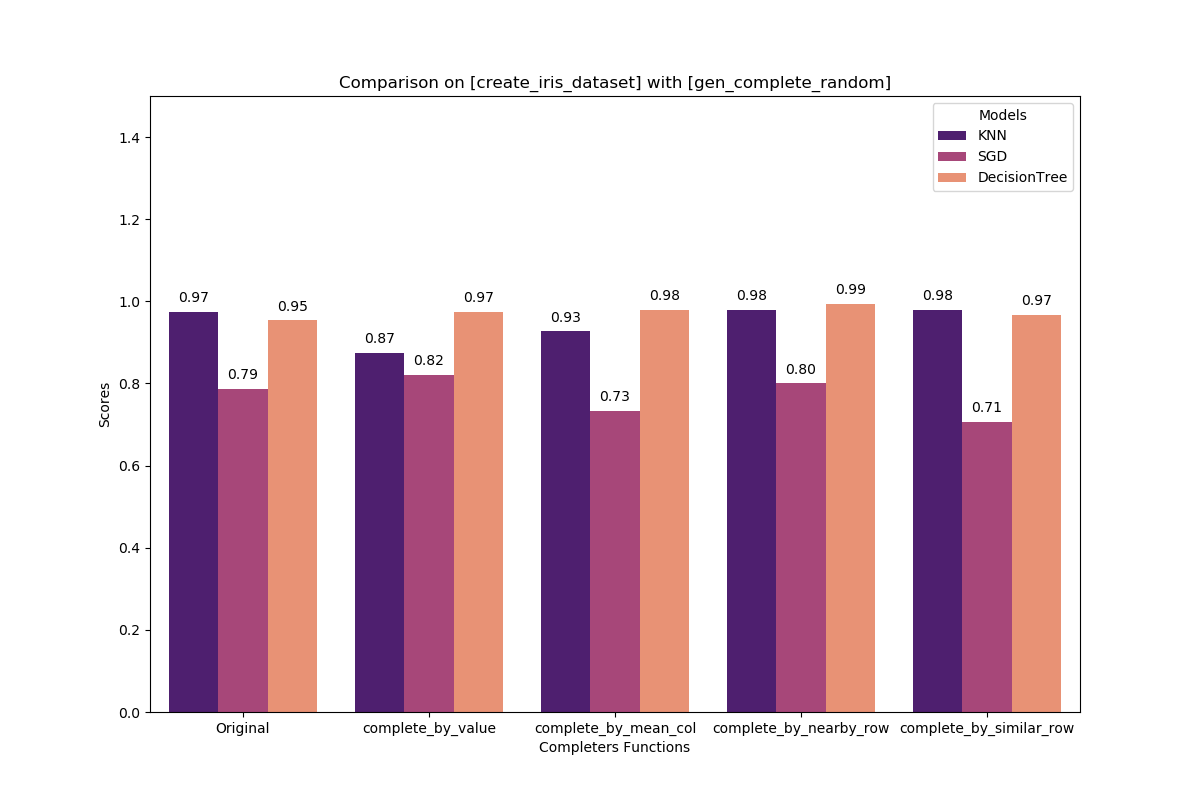 Comparison on [create_iris_dataset] with [gen_complete_random]
Models
KNN
SGD
DecisionTree
Scores
1.4
1.2
1.0
0.8
0.6
0.4
0.2
0.0
0.97
0.79
0.95
0.87
0.82
0.97
0.93
0.73
0.98
0.98
0.80
0.99
0.98
0.71
0.97
Original
complete_by_value
complete_by_mean_col
complete_by_nearby_row
complete_by_similar_row
Completers Functions